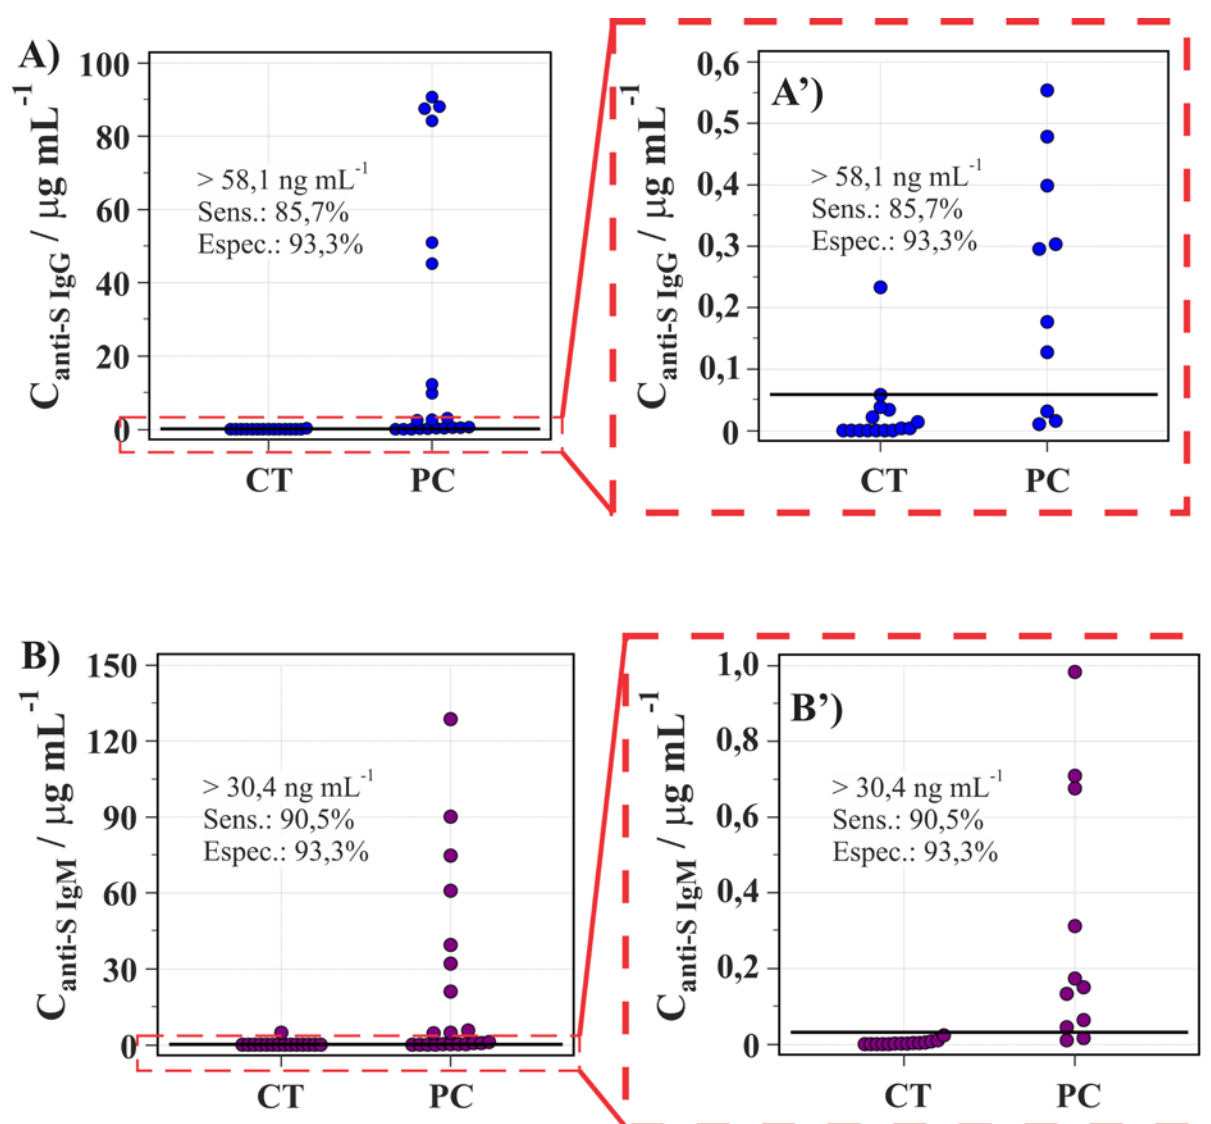 A)
C anti-S IgG / µg mL⁻¹
100
80
60
40
20
0
> 58,1 ng mL⁻¹
Sens.: 85,7%
Espec.: 93,3%
CT PC
A')
C anti-S IgG / µg mL⁻¹
0,6
0,5
0,4
0,3
0,2
0,1
0
> 58,1 ng mL⁻¹
Sens.: 85,7%
Espec.: 93,3%
CT PC
B)
C anti-S IgM / µg mL⁻¹
150
120
90
60
30
0
> 30,4 ng mL⁻¹
Sens.: 90,5%
Espec.: 93,3%
CT PC
B')
C anti-S IgM / µg mL⁻¹
1,0
0,8
0,6
0,4
0,2
0
> 30,4 ng mL⁻¹
Sens.: 90,5%
Espec.: 93,3%
CT PC